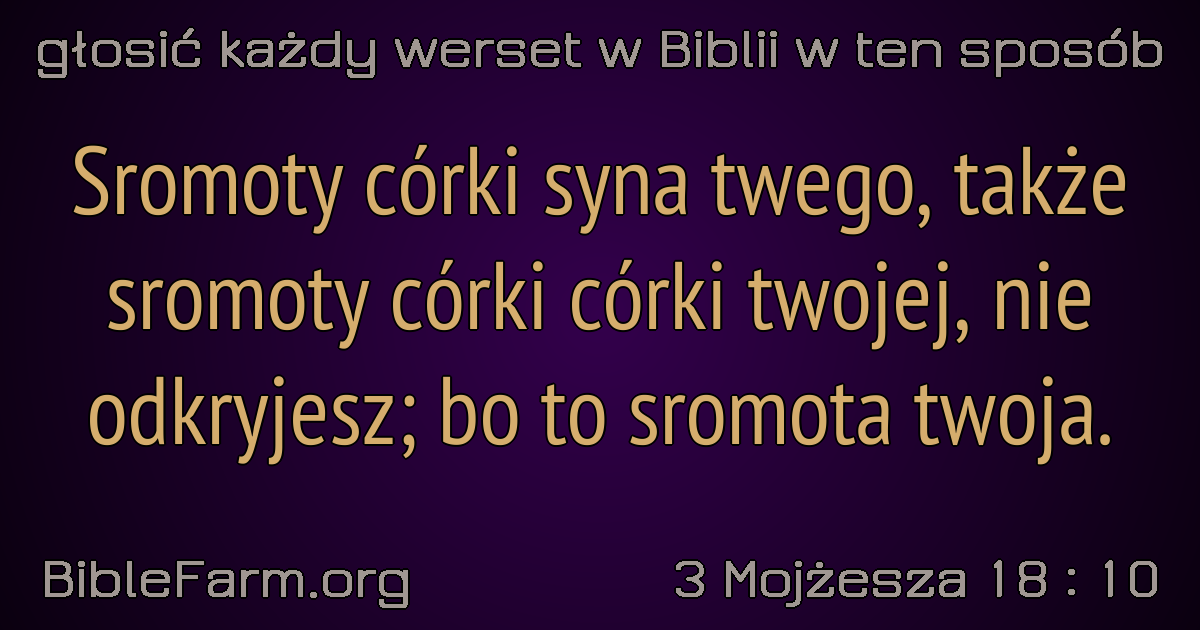 głosić każdy werset w Biblii w ten sposób
Sromoty córki syna twego, także
sromoty córki córki twojej, nie
odkryjesz; bo to sromota twoja.
BibleFarm.org
3 Mojżesza 18 : 10